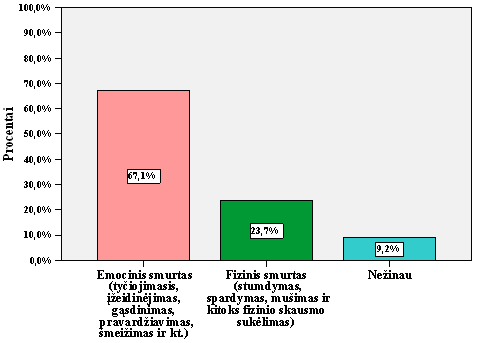 100,0%
90,0%
80,0%
70,0%
60,0%
50,0%
40,0%
30,0%
20,0%
10,0%
0,0%
Procentai
67,1%
23,7%
9,2%
Emocinis smurtas
(tyčiojimasis,
įžeidinėjimas,
gąsdinimas,
pravardžiavimas,
šmeižimas ir kt.)
Fizinis smurtas
(stumdymas,
spardymas, mušimas ir
kitoks fizinio skausmo
sukėlimas)
Nežinau